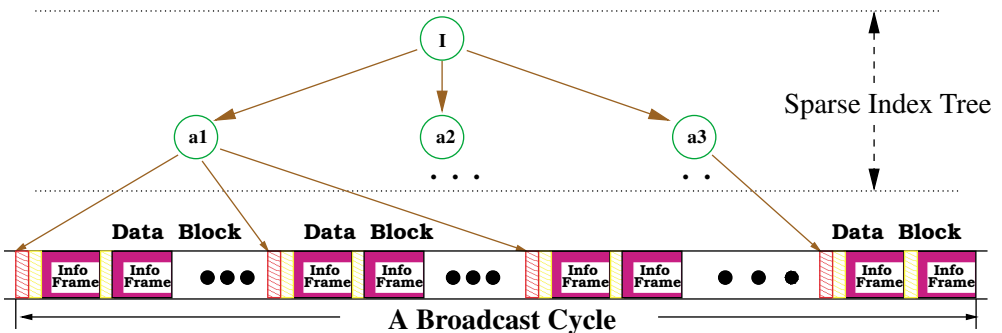 I
Sparse Index Tree
a1 a2 a3
Data Block Data Block Data Block
Info Frame Info Frame Info Frame Info Frame Info Frame Info Frame Info Frame Info Frame
A Broadcast Cycle